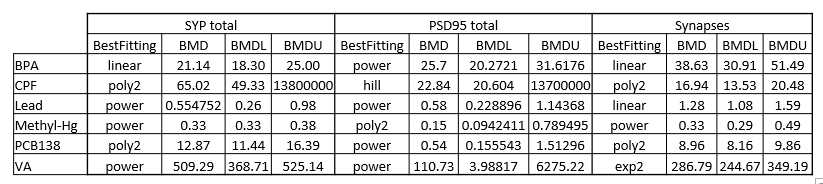 SYP total PSD95 total Synapses
BestFitting BMD BMDL BMDU BestFitting BMD BMDL BMDU BestFitting BMD BMDL BMDU
BPA linear 21.14 18.30 25.00 power 25.7 20.2721 31.6176 linear 38.63 30.91 51.49
CPF poly2 65.02 49.33 13800000 hill 22.84 20.604 13700000 poly2 16.94 13.53 20.48
Lead power 0.554752 0.26 0.98 power 0.58 0.228896 1.14368 linear 1.28 1.08 1.59
Methyl-Hg power 0.33 0.33 0.38 poly2 0.15 0.0942411 0.789495 power 0.33 0.29 0.49
PCB138 poly2 12.87 11.44 16.39 power 0.54 0.155543 1.51296 poly2 8.96 8.16 9.86
VA power 509.29 368.71 525.14 power 110.73 3.98817 6275.22 exp2 286.79 244.67 349.19